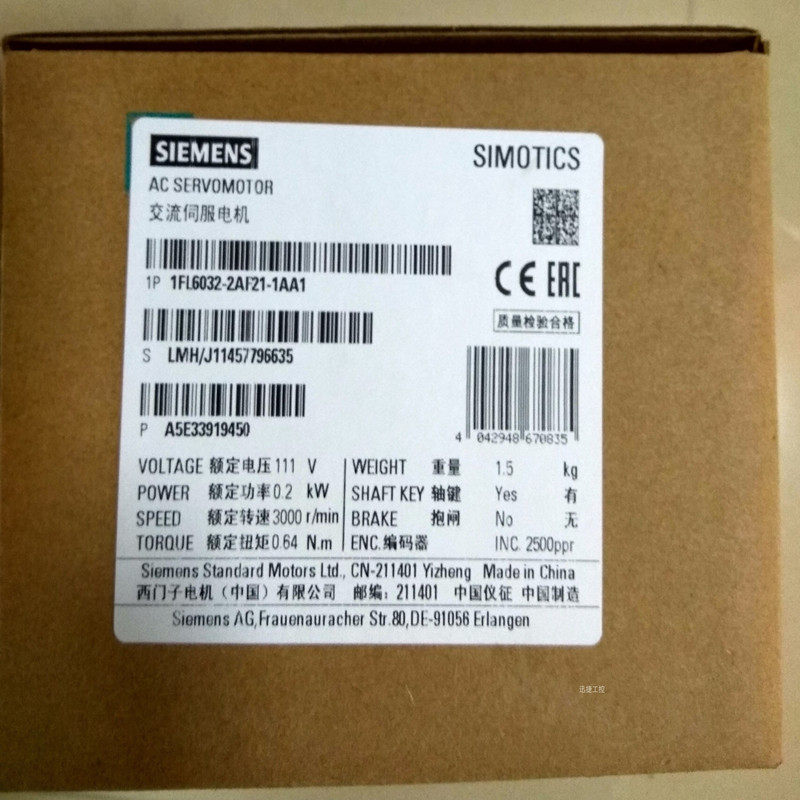 SIEMENS
SIMOTICS
AC SERVOMOTOR
交流伺服电机
1P 1FL6032-2AF21-1AA1
CE EAC
质量检验合格
S LMH/J11457796635
P A5E33919450
4 042948 670835
VOLTAGE 额定电压 111 V
POWER 额定功率 0.2 kW
SPEED 额定转速 3000 r/min
TORQUE 额定扭矩 0.64 N.m
WEIGHT 重量 1.5 kg
SHAFT KEY 轴键 Yes 有
BRAKE 抱闸 No 无
ENC. 编码器 INC. 2500ppr
Siemens Standard Motors Ltd., CN-211401 Yizheng Made in China
西门子电机（中国）有限公司 邮编：211401 中国仪征 中国制造
Siemens AG,Frauenauracher Str.80,DE-91056 Erlangen
迅捷工控